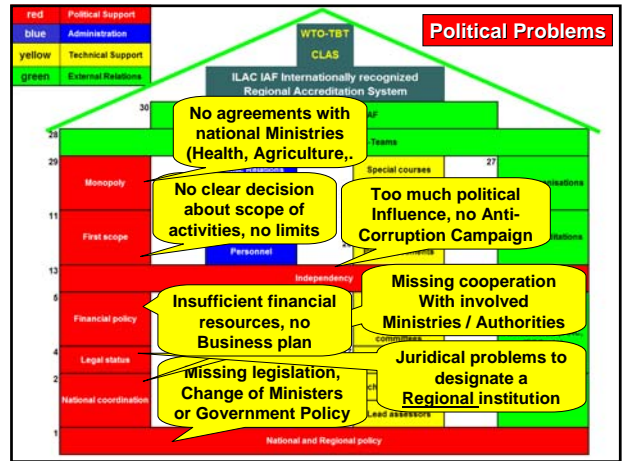 red Political Support
blue Administration
yellow Technical Support
green External Relations
Political Problems
WTO-TBT
CLAS
ILAC IAF Internationally recognized
Regional Accreditation System
30
AF
28
-Teams
29
Monopoly
Relations
Special courses
27
No agreements with
national Ministries
(Health, Agriculture,.
No clear decision
about scope of
activities, no limits
Too much political
Influence, no Anti-
Corruption Campaign
11
First scope
Personnel
13
Independency
5
Financial policy
Insufficient financial
resources, no
Business plan
Missing cooperation
With involved
Ministries / Authorities
committees
4
Legal status
Juridical problems to
designate a
Regional institution
2
National coordination
Missing legislation,
Change of Ministers
or Government Policy
Lead assessors
1
National and Regional policy